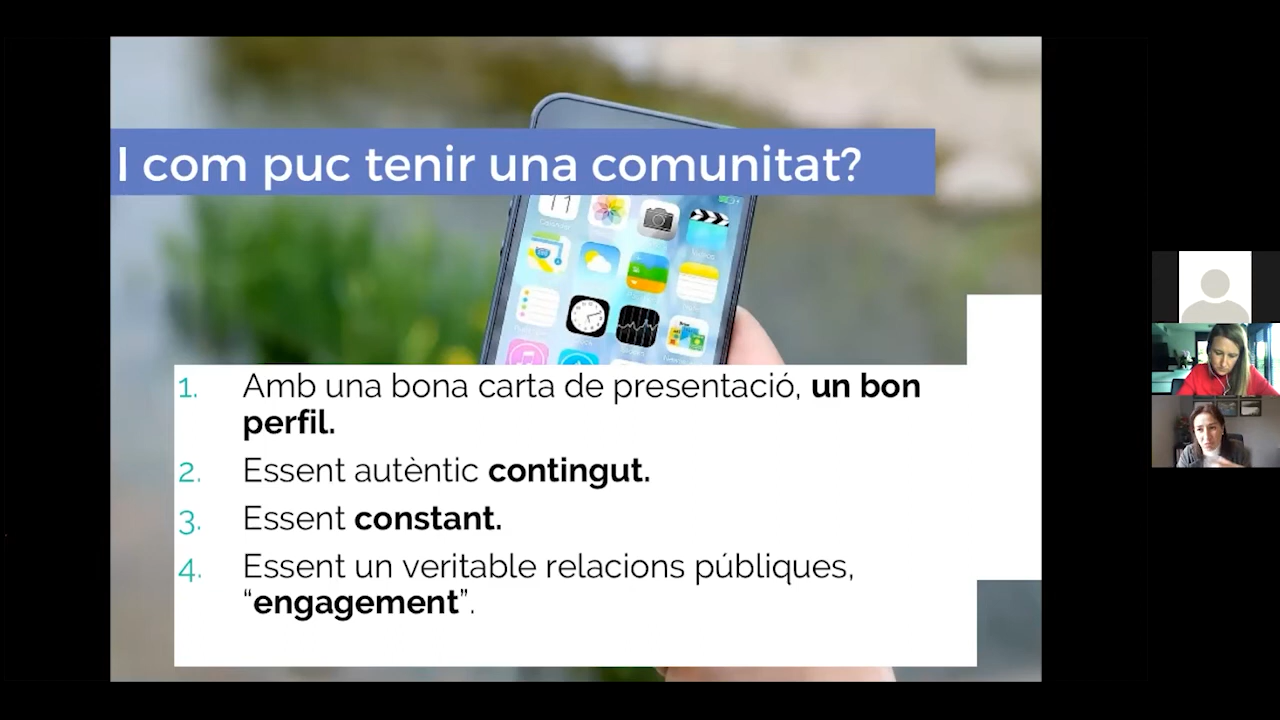 I com puc tenir una comunitat?
11
1. Amb una bona carta de presentació, un bon
perfil.
2. Essent autèntic contingut.
3. Essent constant.
4. Essent un veritable relacions públiques,
“engagement”.